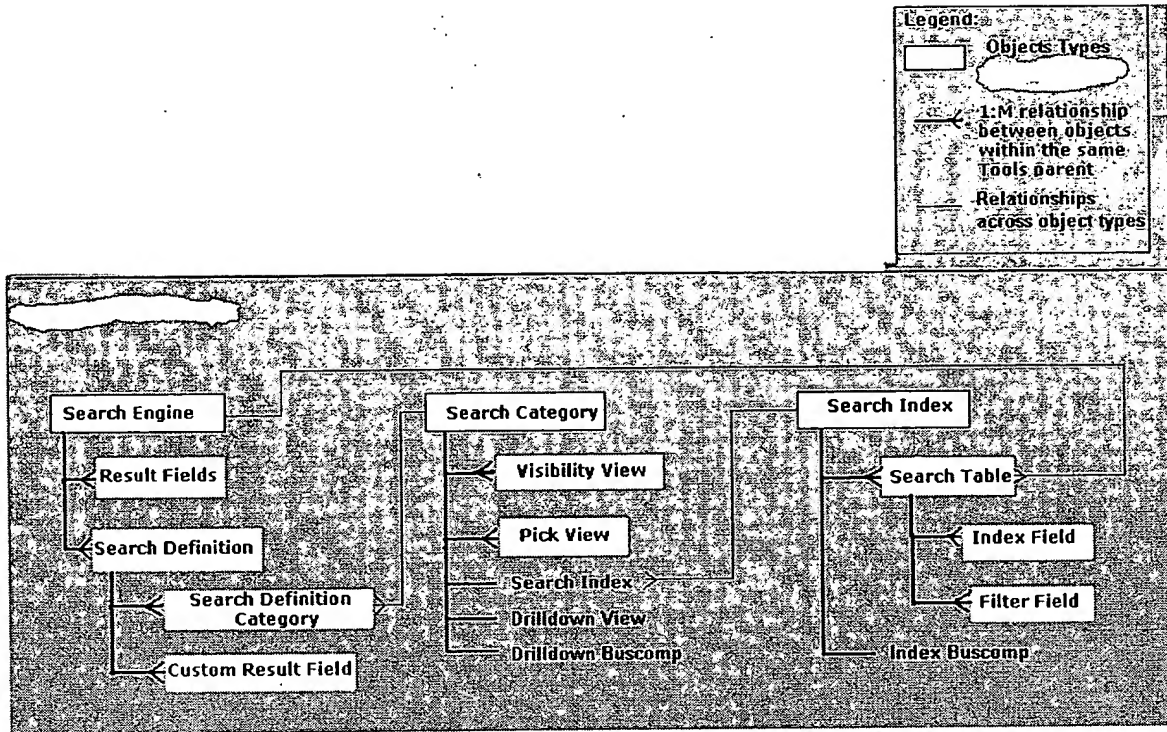 Legend:
Objects Types
1:M relationship
between objects
within the same
Tools parent
Relationships
across object types
Search Engine
Result Fields
Search Definition
Search Definition
Category
Custom Result Field
Search Category
Visibility View
Pick View
Search Index
Drilldown View
Drilldown Buscomp
Search Index
Search Table
Index Field
Filter Field
Index Buscomp